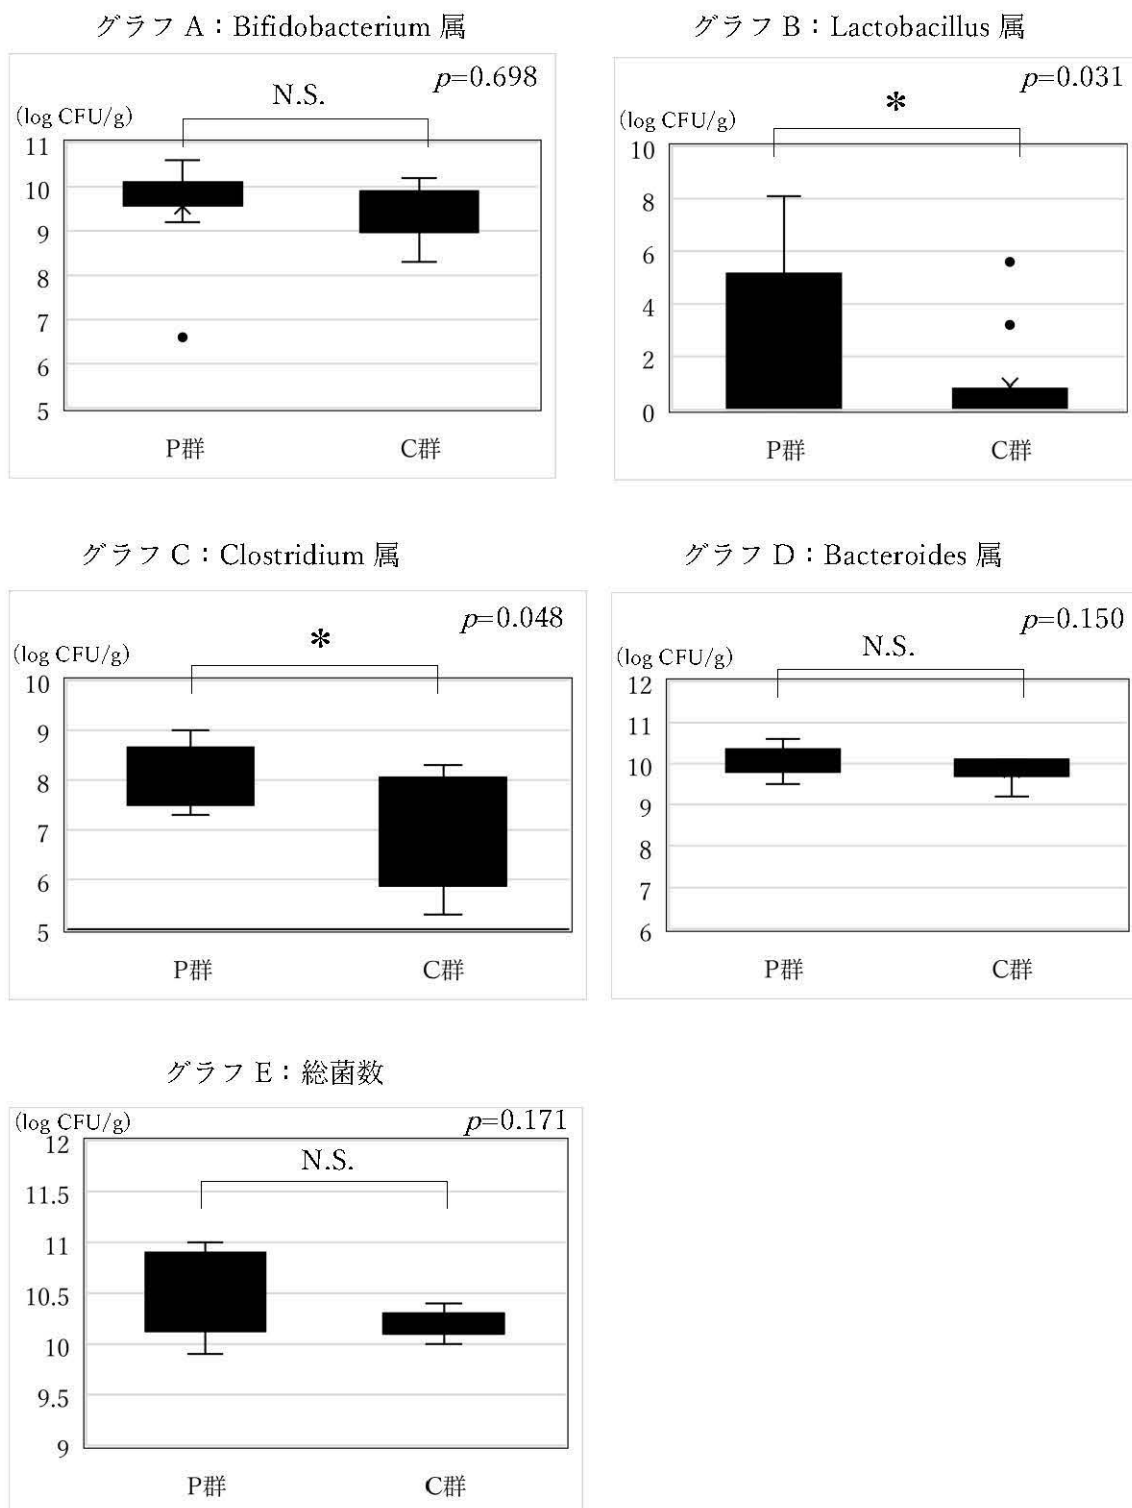 グラフ A：Bifidobacterium 属
p=0.698
N.S.
(log CFU/g)
11
10
9
8
7
6
5
P群
C群
グラフ B：Lactobacillus 属
p=0.031
*
(log CFU/g)
10
8
6
4
2
0
P群
C群
グラフ C：Clostridium 属
p=0.048
*
(log CFU/g)
10
9
8
7
6
5
P群
C群
グラフ D：Bacteroides 属
p=0.150
N.S.
(log CFU/g)
12
11
10
9
8
7
6
P群
C群
グラフ E：総菌数
(log CFU/g)
p=0.171
N.S.
12
11.5
11
10.5
10
9.5
9
P群
C群